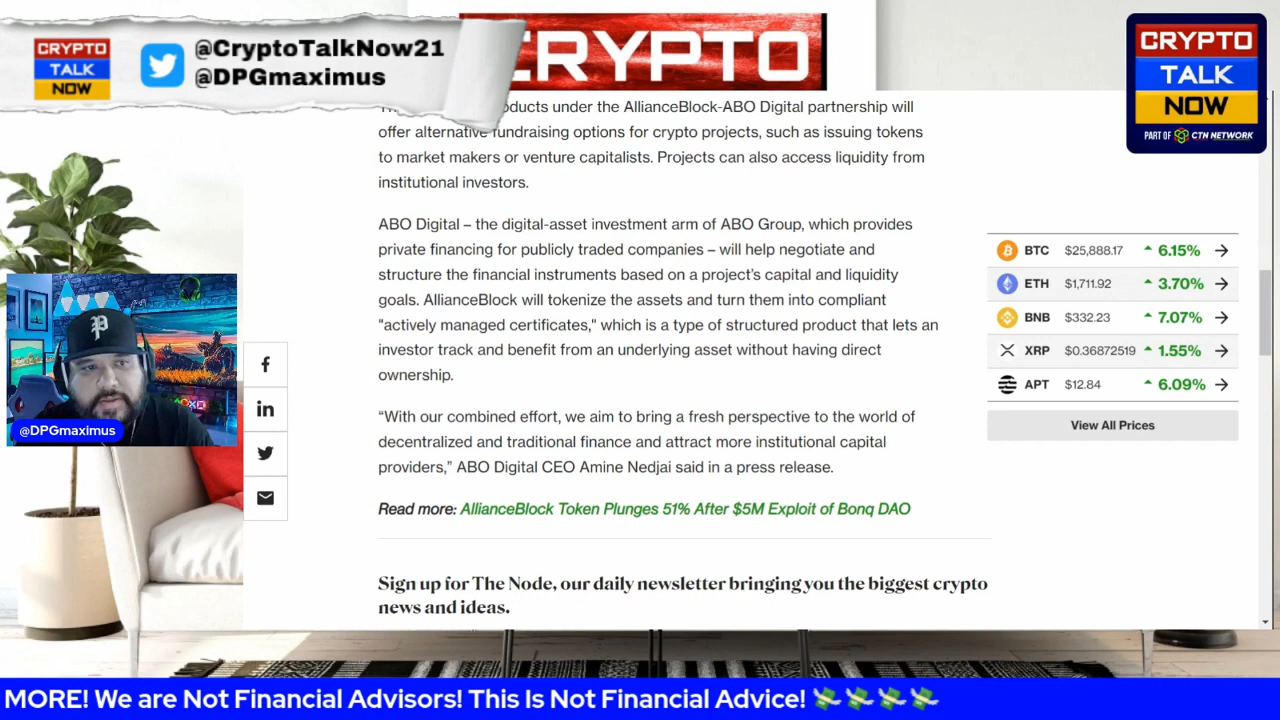 @CryptoTalkNow21
@DPGmaximus
CRYPTO
TALK
NOW
CRYPTO
CRYPTO
TALK
NOW
PART OF CTN NETWORK
under the AllianceBlock-ABO Digital partnership will
offer alternative fundraising options for crypto projects, such as issuing tokens
to market makers or venture capitalists. Projects can also access liquidity from
institutional investors.
ABO Digital – the digital-asset investment arm of ABO Group, which provides
private financing for publicly traded companies – will help negotiate and
structure the financial instruments based on a project's capital and liquidity
goals. AllianceBlock will tokenize the assets and turn them into compliant
"actively managed certificates," which is a type of structured product that lets an
investor track and benefit from an underlying asset without having direct
ownership.
“With our combined effort, we aim to bring a fresh perspective to the world of
decentralized and traditional finance and attract more institutional capital
providers,” ABO Digital CEO Amine Nedjai said in a press release.
Read more: AllianceBlock Token Plunges 51% After $5M Exploit of Bonq DAO
Sign up for The Node, our daily newsletter bringing you the biggest crypto
news and ideas.
BTC $25,888.17 6.15%
ETH $1,711.92 3.70%
BNB $332.23 7.07%
XRP $0.36872519 1.55%
APT $12.84 6.09%
View All Prices
P
@DPGmaximus
f
in
MORE! We are Not Financial Advisors! This Is Not Financial Advice! 💸💸💸💸